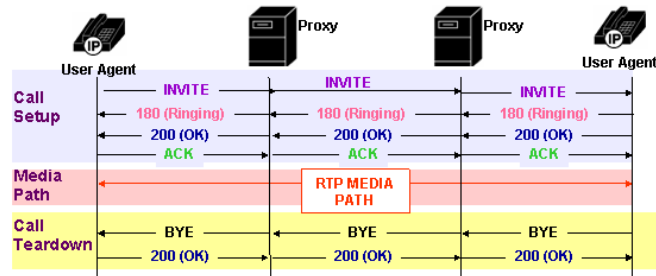 IP
Proxy
Proxy
IP
User Agent
User Agent
Call
Setup
INVITE
INVITE
INVITE
180 (Ringing)
180 (Ringing)
180 (Ringing)
200 (OK)
200 (OK)
200 (OK)
ACK
ACK
ACK
Media
Path
RTP MEDIA
PATH
Call
Teardown
BYE
BYE
BYE
200 (OK)
200 (OK)
200 (OK)